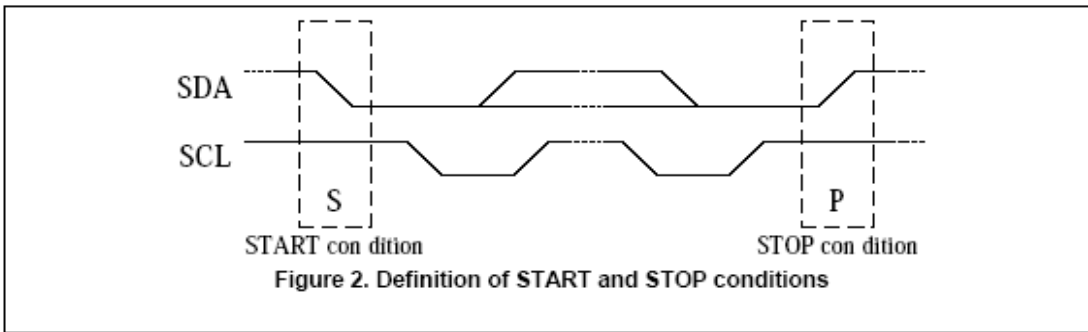 SDA
SCL
S
P
START con dition
STOP con dition
Figure 2. Definition of START and STOP conditions